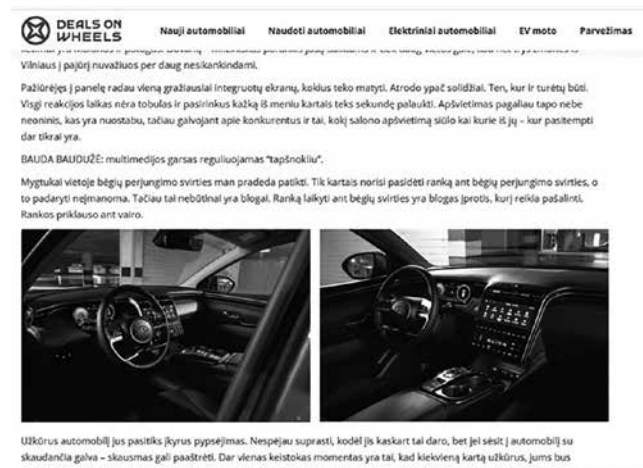 DEALS ON
WHEELS
Nauji automobiliai Naudoti automobiliai Elektriniai automobiliai EV moto Parvežimas
Vilniaus į pajūrį nuvažiuos per daug nesikankindami.
Pažiūrėjęs į panelę radau vieną gražiausiai integruotų ekranų, kokius teko matyti. Atrodo ypač solidžiai. Ten, kur ir turėtų būti.
Visgi reakcijos laikas nėra tobulas ir pasirinkus kažką iš meniu kartais teks sekundę palaukti. Apšvietimas pagaliau tapo nebe
neoninis, kas yra nuostabu, tačiau galvojant apie konkurentus ir tai, kokį salono apšvietimą siūlo kai kurie iš jų – kur pasitempti
dar tikrai yra.
BAUDA BAUDUŽĖ: multimedijos garsas reguliuojamas “tapšnokliu”.
Mygtukai vietoje bėgių perjungimo svirties man pradeda patikti. Tik kartais norisi pasidėti ranką ant bėgių perjungimo svirties, o
to padaryti neįmanoma. Tačiau tai nebūtinai yra blogai. Ranką laikyti ant bėgių svirties yra blogas įprotis, kurį reikia pašalinti.
Rankos priklauso ant vairo.
Užkūrus automobilį jus pasitiks įkyrus pypsėjimas. Nespėjau suprasti, kodėl jis kaskart tai daro, bet jei sėsit į automobilį su
skaudančia galva – skausmas gali paaštrėti. Dar vienas keistokas momentas yra tai, kad kiekvieną kartą užkūrus, jums bus